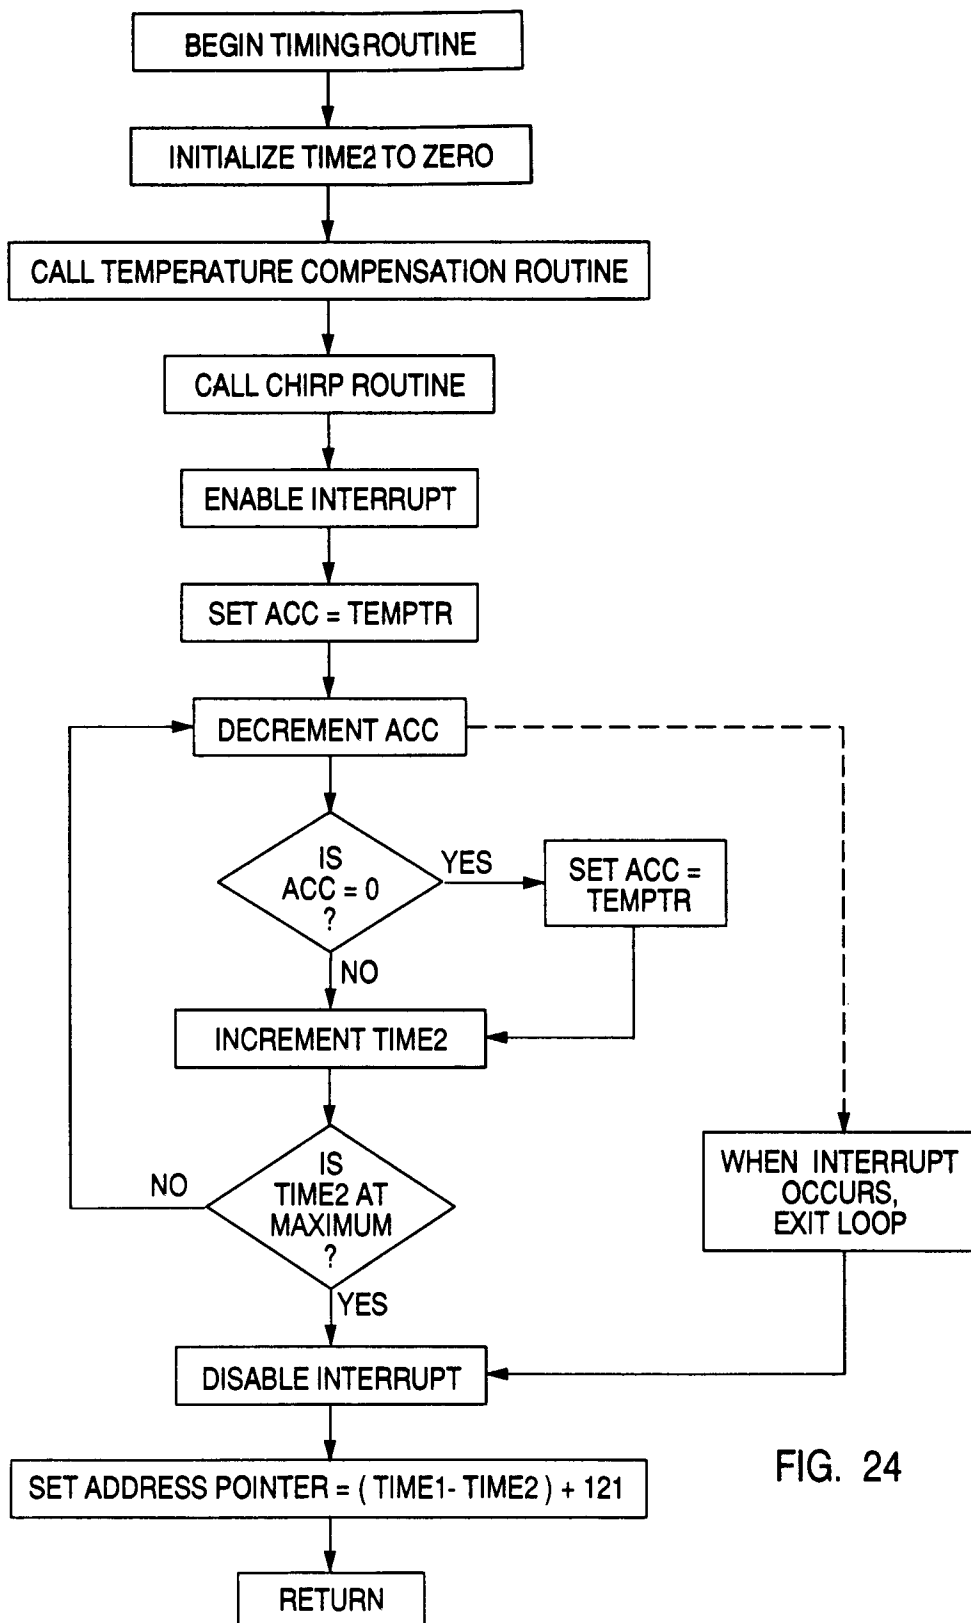 BEGIN TIMING ROUTINE
INITIALIZE TIME2 TO ZERO
CALL TEMPERATURE COMPENSATION ROUTINE
CALL CHIRP ROUTINE
ENABLE INTERRUPT
SET ACC = TEMPTR
DECREMENT ACC
IS
ACC = 0
?
YES
SET ACC =
TEMPTR
NO
INCREMENT TIME2
IS
TIME2 AT
MAXIMUM
?
NO
YES
WHEN INTERRUPT
OCCURS,
EXIT LOOP
DISABLE INTERRUPT
SET ADDRESS POINTER = ( TIME1- TIME2 ) + 121
RETURN
FIG. 24